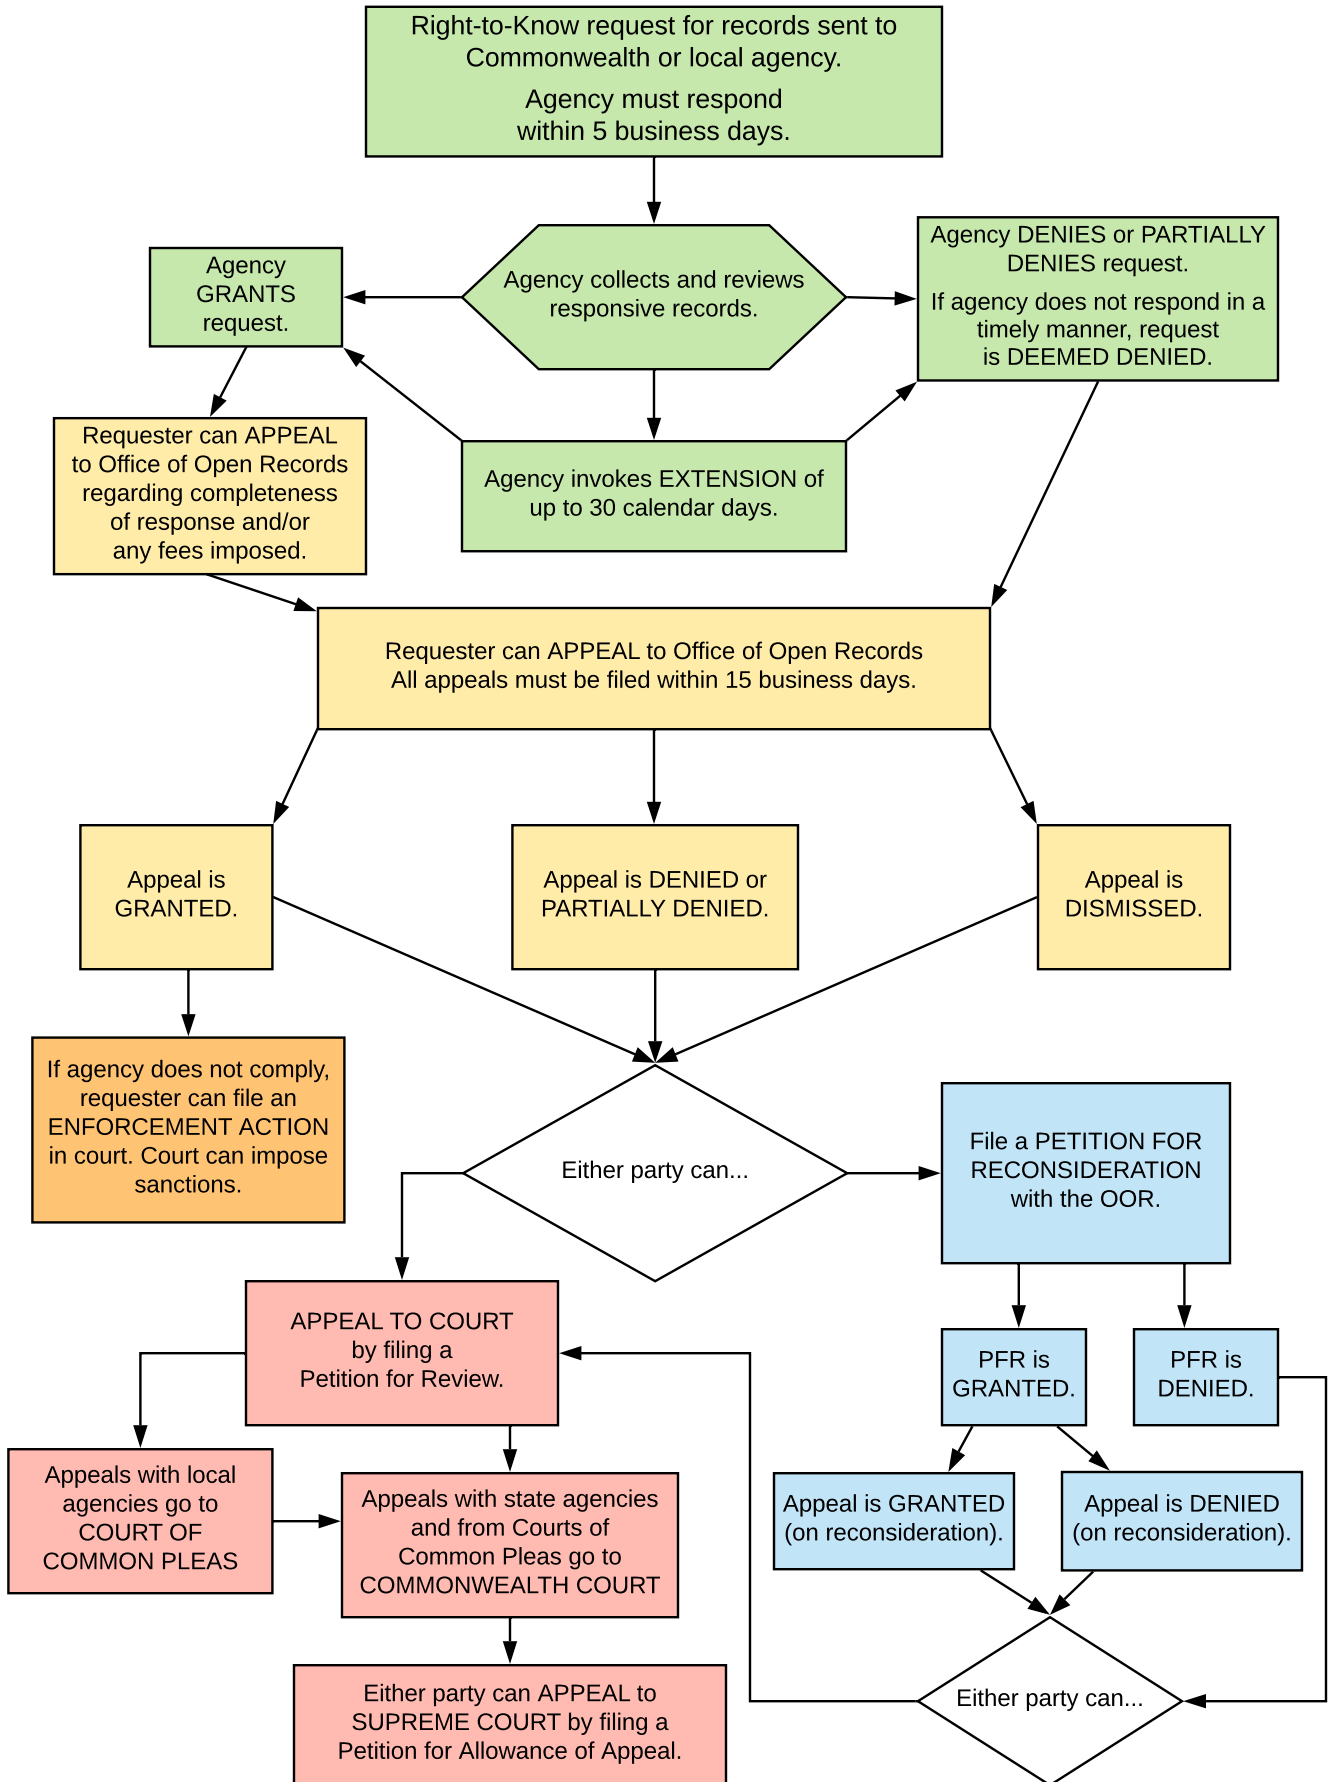 Right-to-Know request for records sent to
Commonwealth or local agency.
Agency must respond
within 5 business days.
Agency
GRANTS
request.
Agency collects and reviews
responsive records.
Agency DENIES or PARTIALLY
DENIES request.
If agency does not respond in a
timely manner, request
is DEEMED DENIED.
Requester can APPEAL
to Office of Open Records
regarding completeness
of response and/or
any fees imposed.
Agency invokes EXTENSION of
up to 30 calendar days.
Requester can APPEAL to Office of Open Records
All appeals must be filed within 15 business days.
Appeal is
GRANTED.
Appeal is DENIED or
PARTIALLY DENIED.
Appeal is
DISMISSED.
If agency does not comply,
requester can file an
ENFORCEMENT ACTION
in court. Court can impose
sanctions.
Either party can...
File a PETITION FOR
RECONSIDERATION
with the OOR.
APPEAL TO COURT
by filing a
Petition for Review.
PFR is
GRANTED.
PFR is
DENIED.
Appeals with local
agencies go to
COURT OF
COMMON PLEAS
Appeals with state agencies
and from Courts of
Common Pleas go to
COMMONWEALTH COURT
Appeal is GRANTED
(on reconsideration).
Appeal is DENIED
(on reconsideration).
Either party can APPEAL to
SUPREME COURT by filing a
Petition for Allowance of Appeal.
Either party can...